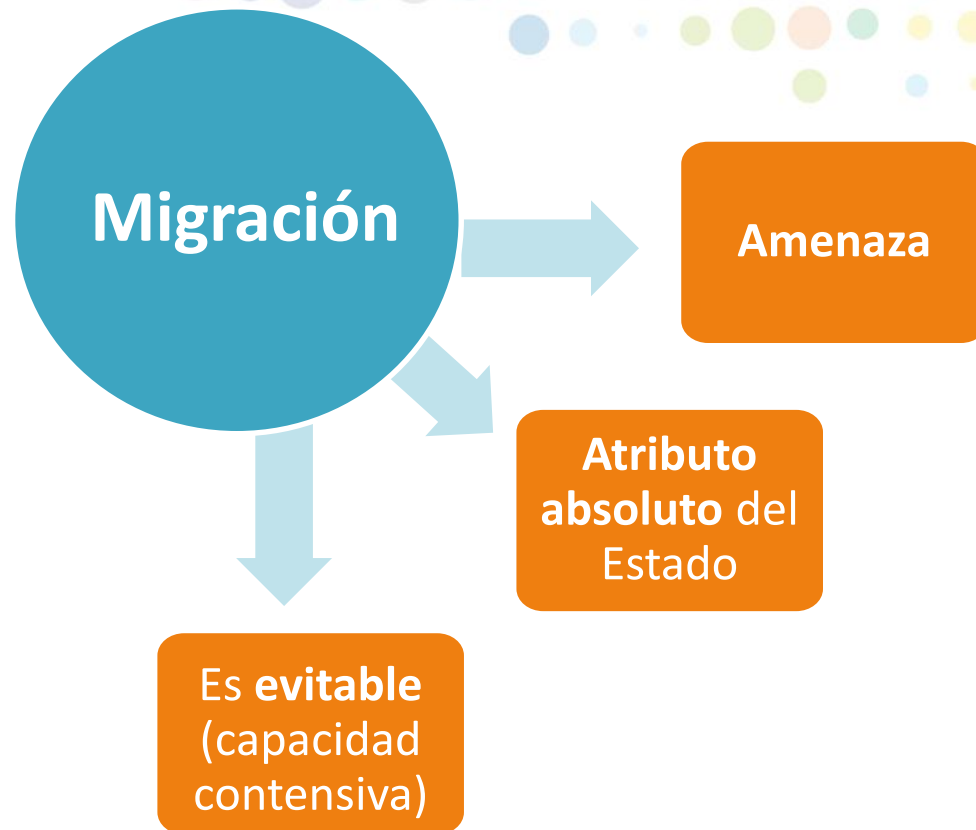 Migración
Amenaza
Atributo
absoluto del
Estado
Es evitable
(capacidad
contensiva)